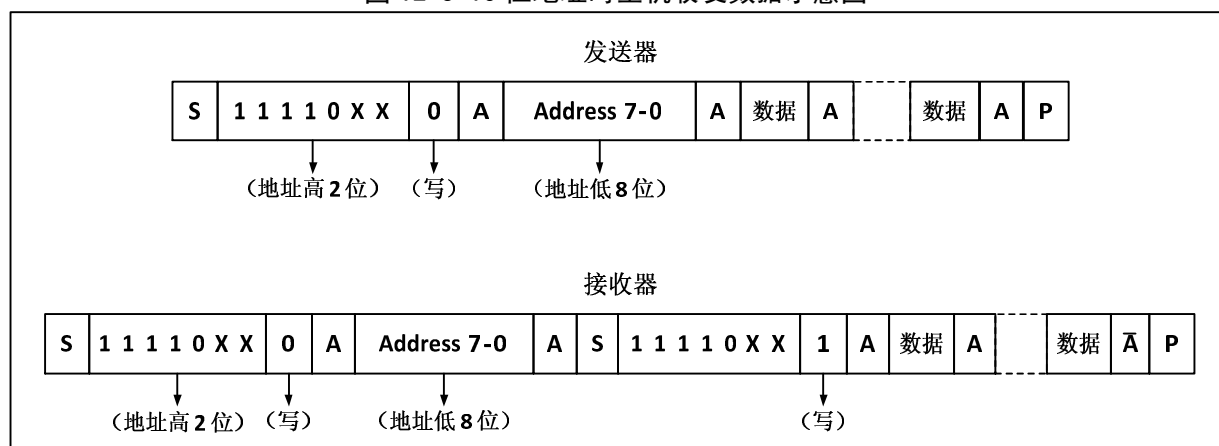 发送器
S 1 1 1 1 0 X X 0 A Address 7-0 A 数据 A 数据 A P
（地址高 2 位） （写） （地址低 8 位）
接收器
S 1 1 1 1 0 X X 0 A Address 7-0 A S 1 1 1 1 0 X X 1 A 数据 A 数据 A̅ P
（地址高 2 位） （写） （地址低 8 位） （写）